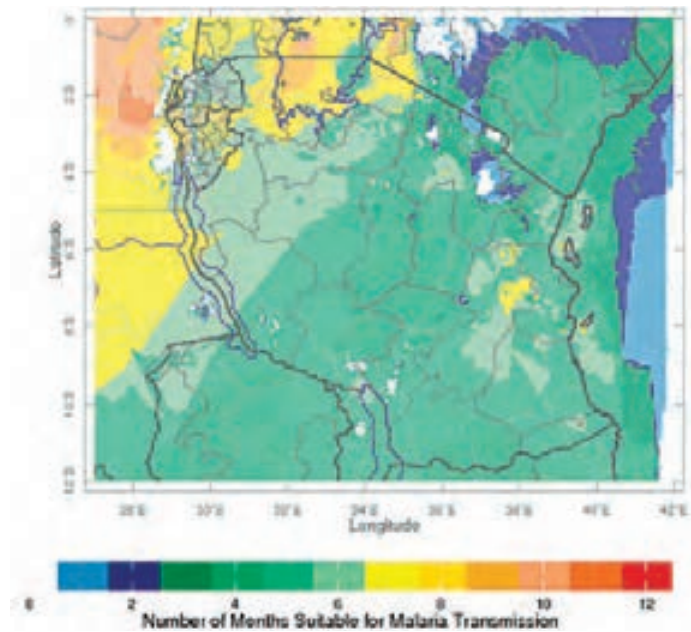 Latitude
28°E 30°E 32°E 34°E 36°E 38°E 40°E 42°E
Longitude
0 2 4 6 8 10 12
Number of Months Suitable for Malaria Transmission